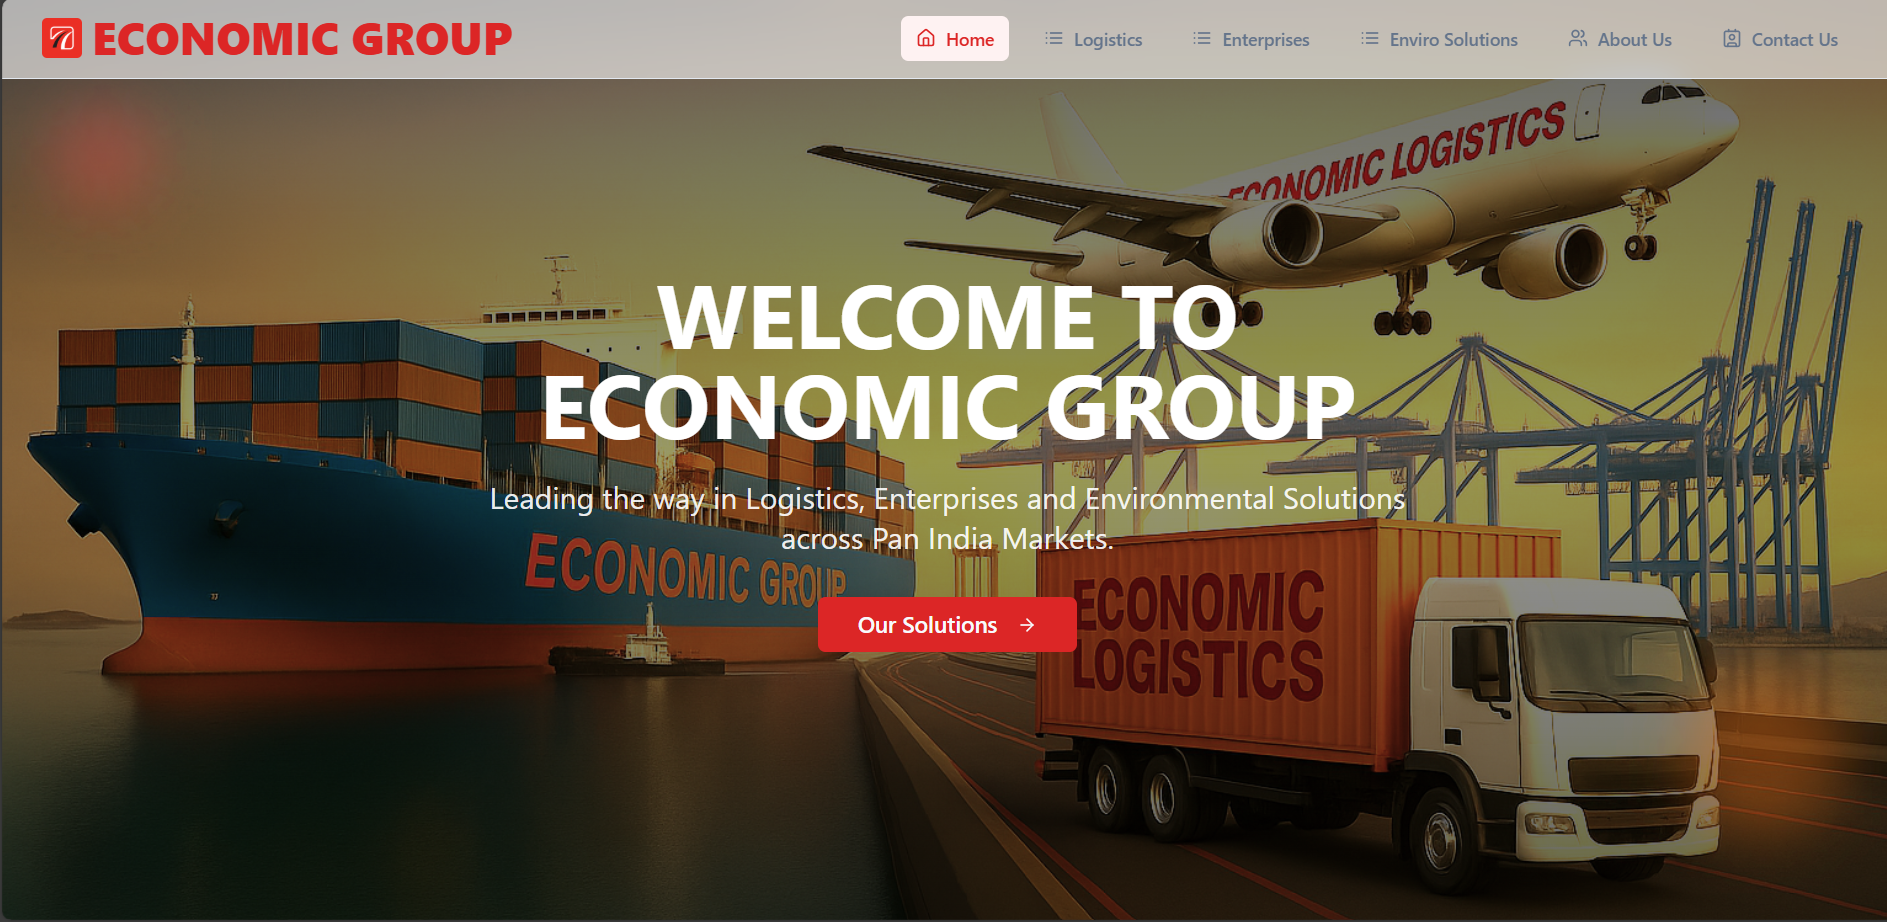 ECONOMIC GROUP
Home
Logistics
Enterprises
Enviro Solutions
About Us
Contact Us
ECONOMIC LOGISTICS
WELCOME TO
ECONOMIC GROUP
Leading the way in Logistics, Enterprises and Environmental Solutions
across Pan India Markets.
ECONOMIC GROUP
Our Solutions
ECONOMIC
LOGISTICS